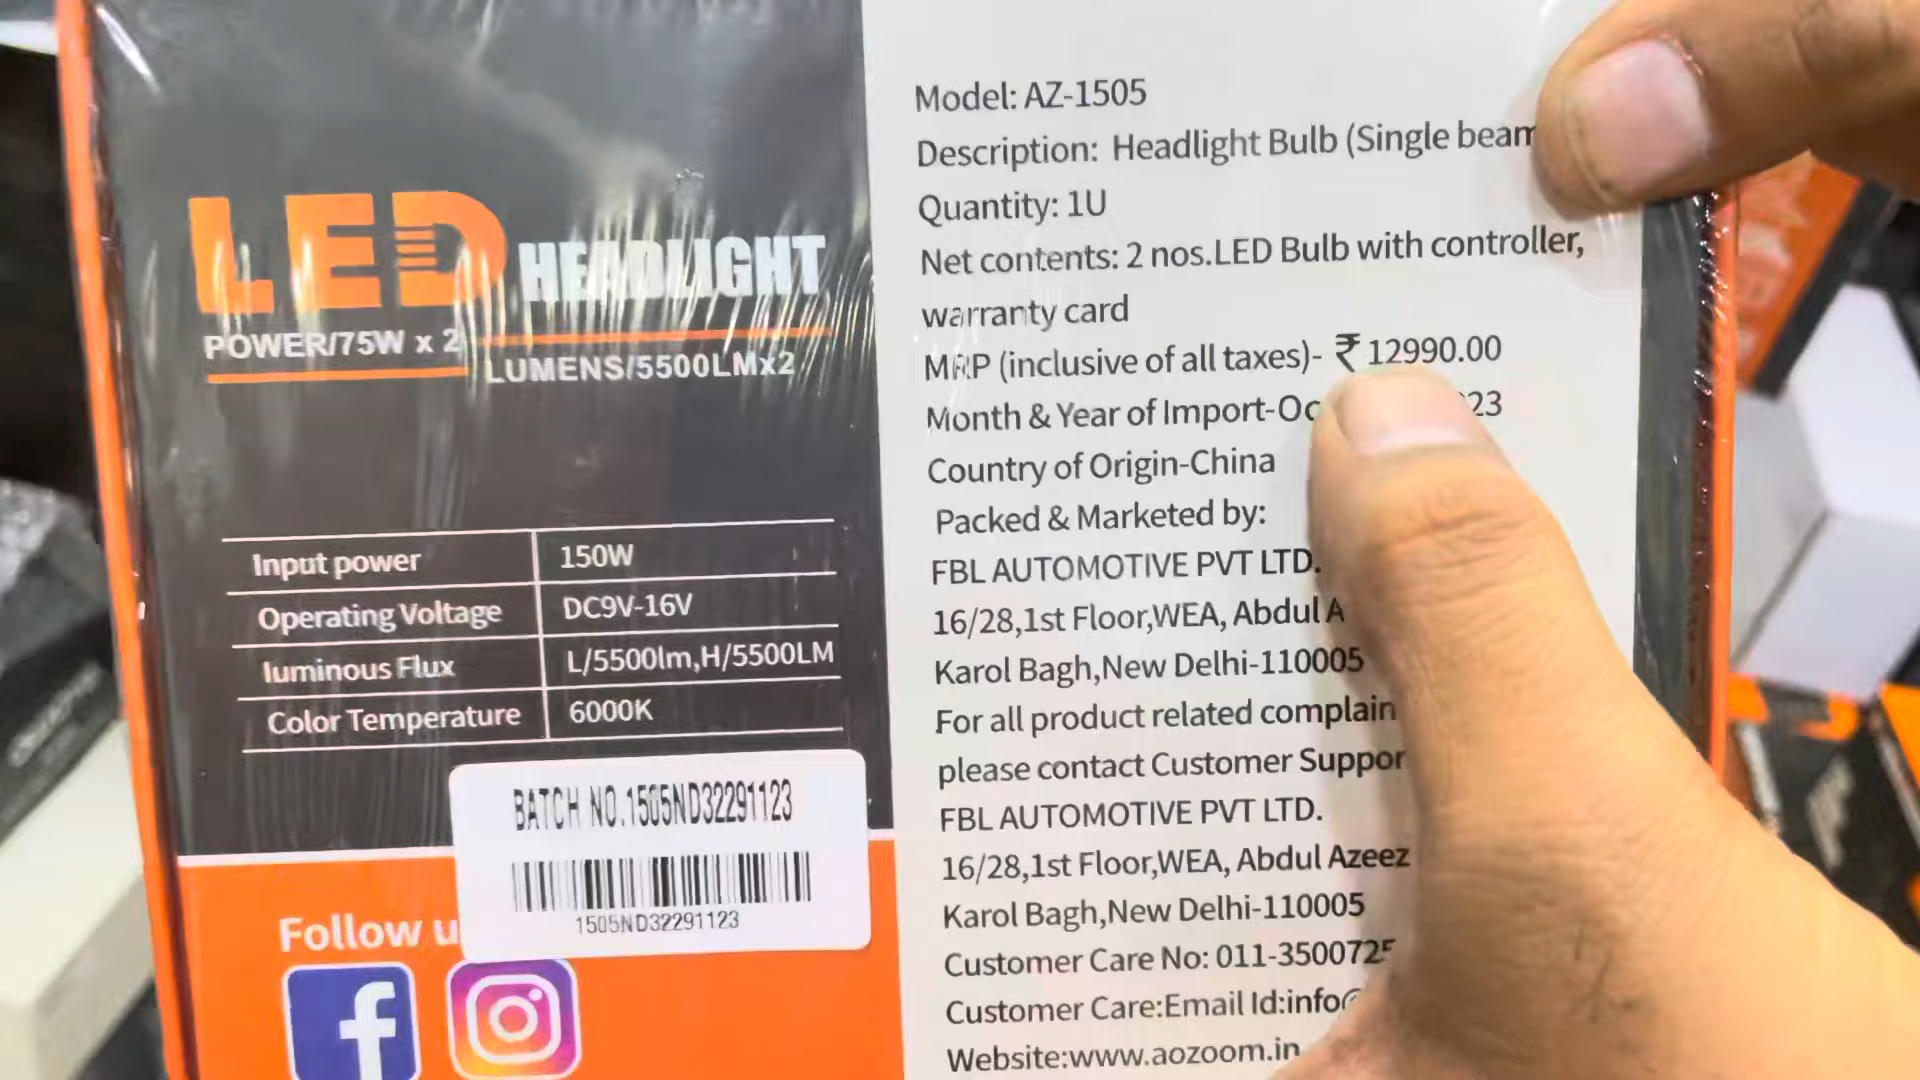 LED HEADLIGHT
POWER/75W x 2
LUMENS/5500LMx2
Input power 150W
Operating Voltage DC9V-16V
luminous Flux L/5500lm,H/5500LM
Color Temperature 6000K
BATCH NO.1505ND32291123
1505ND32291123
Follow u
Model: AZ-1505
Description: Headlight Bulb (Single beam
Quantity: 1U
Net contents: 2 nos.LED Bulb with controller,
warranty card
MRP (inclusive of all taxes)- ₹ 12990.00
Month & Year of Import-Oc 23
Country of Origin-China
Packed & Marketed by:
FBL AUTOMOTIVE PVT LTD.
16/28,1st Floor,WEA, Abdul A
Karol Bagh,New Delhi-110005
For all product related complain
please contact Customer Suppor
FBL AUTOMOTIVE PVT LTD.
16/28,1st Floor,WEA, Abdul Azeez
Karol Bagh,New Delhi-110005
Customer Care No: 011-350072
Customer Care:Email Id:info@
Website:www.aozoom.in